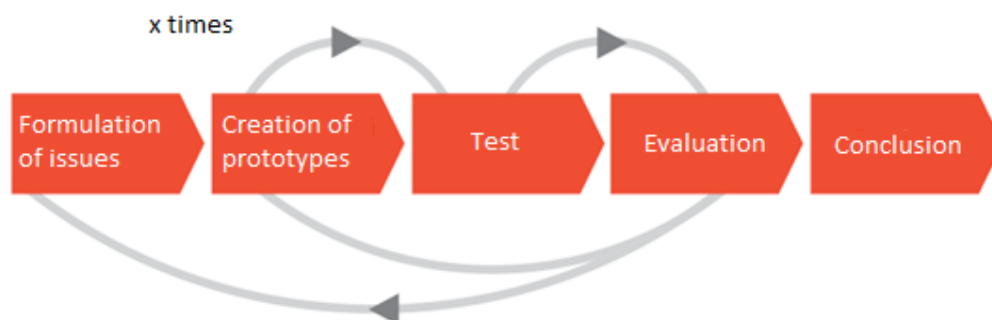 x times
Formulation
of issues
Creation of
prototypes
Test
Evaluation
Conclusion